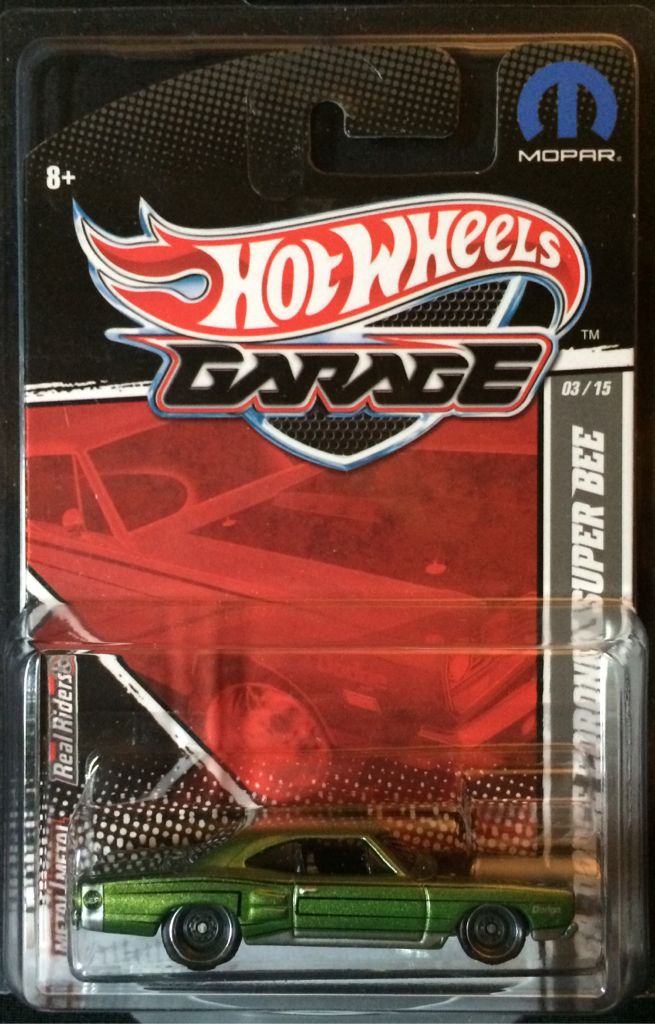 8+
MOPAR®
HOT WHEELS
GARAGE
TM
03/15
SUPER BEE
Real Riders®
METAL/METAL
Dodge